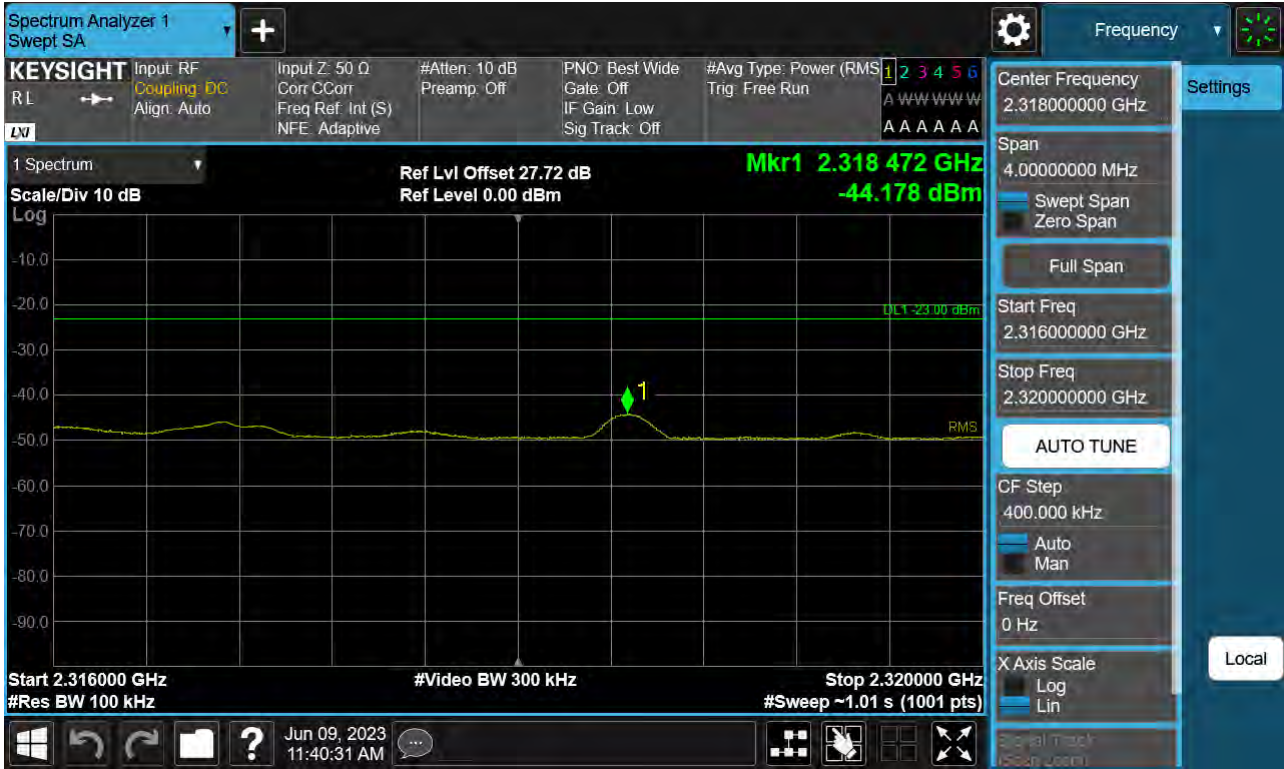 Spectrum Analyzer 1
Swept SA
Frequency
KEYSIGHT
R L
LXI
Input: RF
Coupling: DC
Align: Auto
Input Z: 50 Ω
Corr CCorr
Freq Ref: Int (S)
NFE: Adaptive
#Atten: 10 dB
Preamp: Off
PNO: Best Wide
Gate: Off
IF Gain: Low
Sig Track: Off
#Avg Type: Power (RMS
Trig: Free Run
1 2 3 4 5 6
A W W W W W
A A A A A A
1 Spectrum
Scale/Div 10 dB
Log
Ref Lvl Offset 27.72 dB
Ref Level 0.00 dBm
Mkr1 2.318 472 GHz
-44.178 dBm
-10.0
-20.0
-30.0
-40.0
-50.0
-60.0
-70.0
-80.0
-90.0
DL1 -23.00 dBm
1
RMS
Start 2.316000 GHz
#Res BW 100 kHz
#Video BW 300 kHz
Stop 2.320000 GHz
#Sweep ~1.01 s (1001 pts)
Center Frequency
2.318000000 GHz
Span
4.00000000 MHz
Swept Span
Zero Span
Full Span
Start Freq
2.316000000 GHz
Stop Freq
2.320000000 GHz
AUTO TUNE
CF Step
400.000 kHz
Auto
Man
Freq Offset
0 Hz
X Axis Scale
Log
Lin
Signal Track
(Span Zoom)
Settings
Local
?
Jun 09, 2023
11:40:31 AM